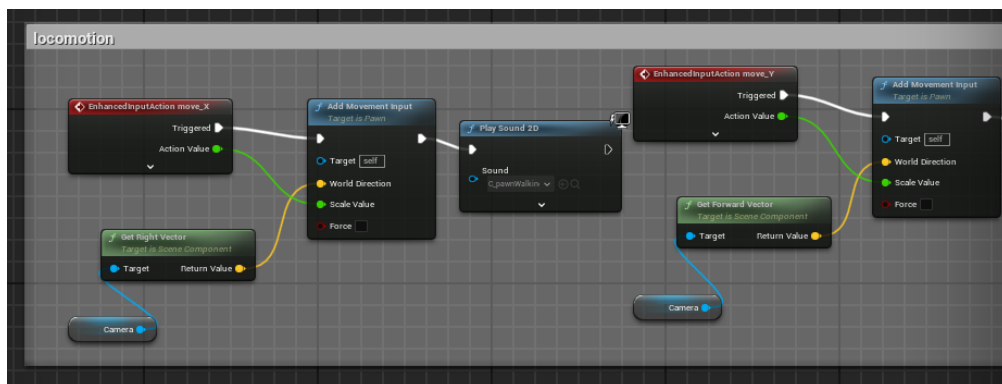 locomotion
EnhancedInputAction move_X
Triggered
Action Value
Add Movement Input
Target is Pawn
Target self
World Direction
Scale Value
Force
Play Sound 2D
Sound
C_pawnWalkin
Get Right Vector
Target is Scene Component
Target Return Value
Camera
EnhancedInputAction move_Y
Triggered
Action Value
Add Movement Input
Target is Pawn
Target self
World Direction
Scale Value
Force
Get Forward Vector
Target is Scene Component
Target Return Value
Camera